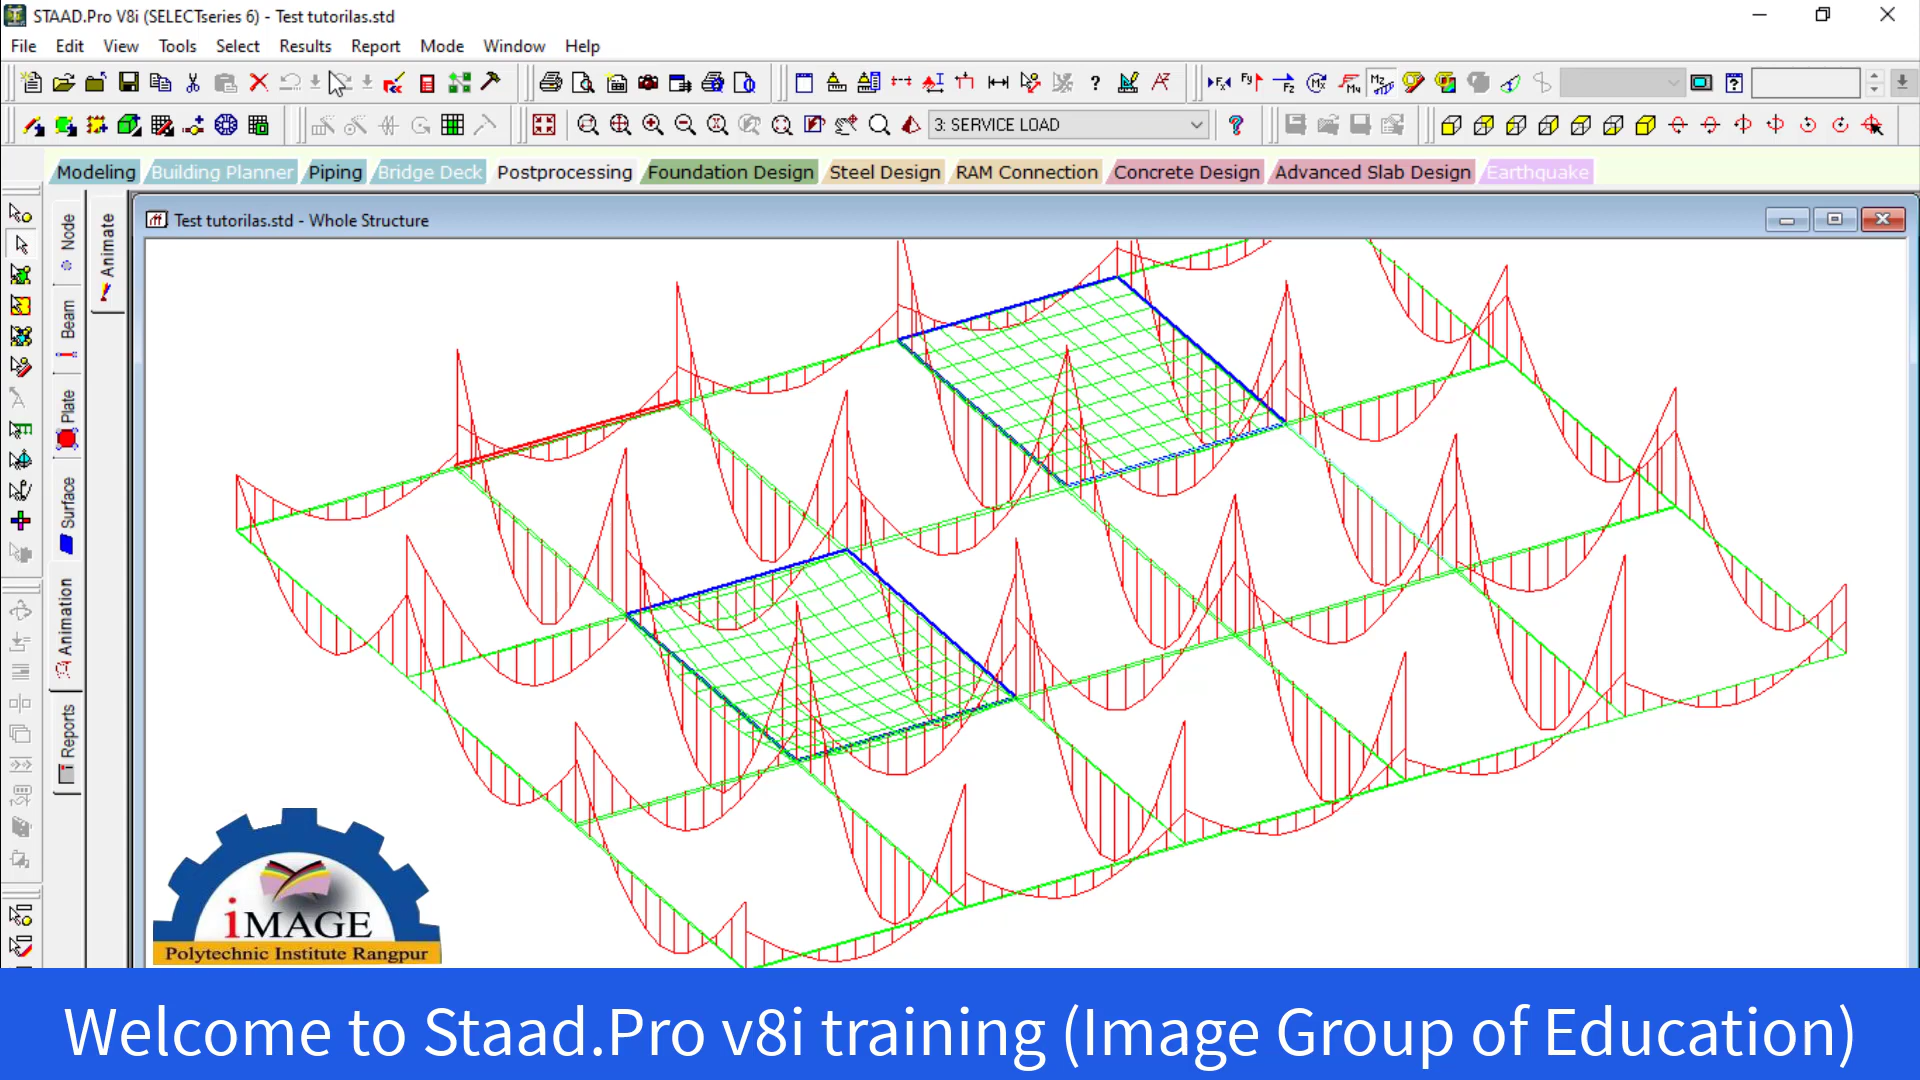 STAAD.Pro V8i (SELECTseries 6) - Test tutorilas.std
File Edit View Tools Select Results Report Mode Window Help
3: SERVICE LOAD
Modeling Building Planner Piping Bridge Deck Postprocessing Foundation Design Steel Design RAM Connection Concrete Design Advanced Slab Design Earthquake
Test tutorilas.std - Whole Structure
Node
Beam
Plate
Surface
Animation
Reports
Animate
iMAGE
Polytechnic Institute Rangpur
Welcome to Staad.Pro v8i training (Image Group of Education)